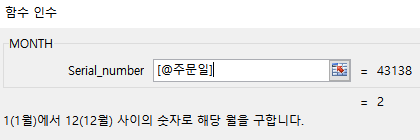 함수 인수
MONTH
Serial_number [@주문일] = 43138
= 2
1(1월)에서 12(12월) 사이의 숫자로 해당 월을 구합니다.